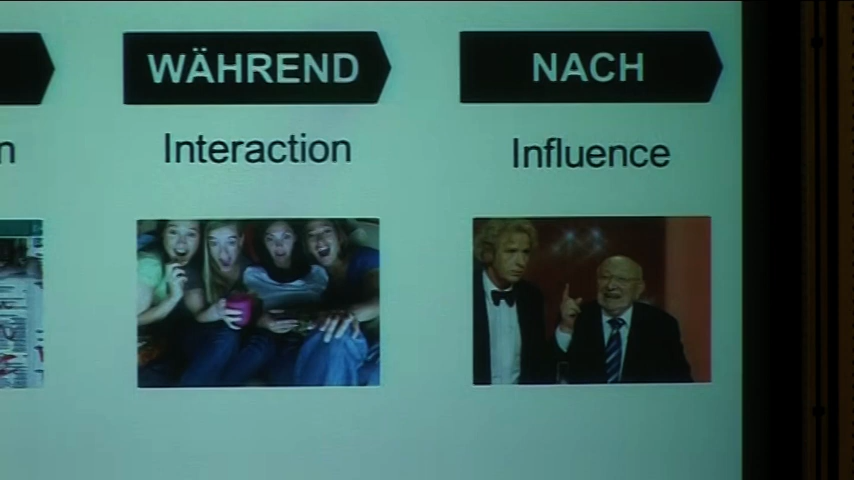 WÄHREND
NACH
n
Interaction
Influence